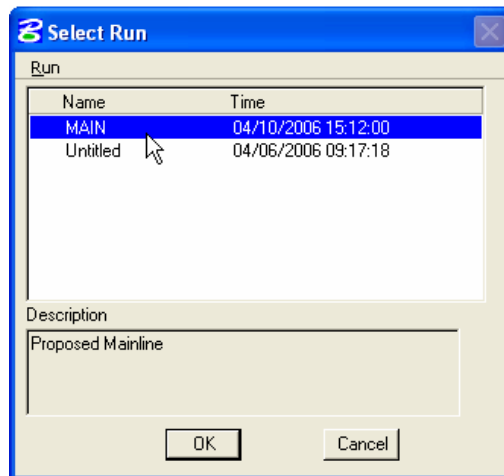 Select Run
Run
Name Time
MAIN 04/10/2006 15:12:00
Untitled 04/06/2006 09:17:18
Description
Proposed Mainline
OK Cancel